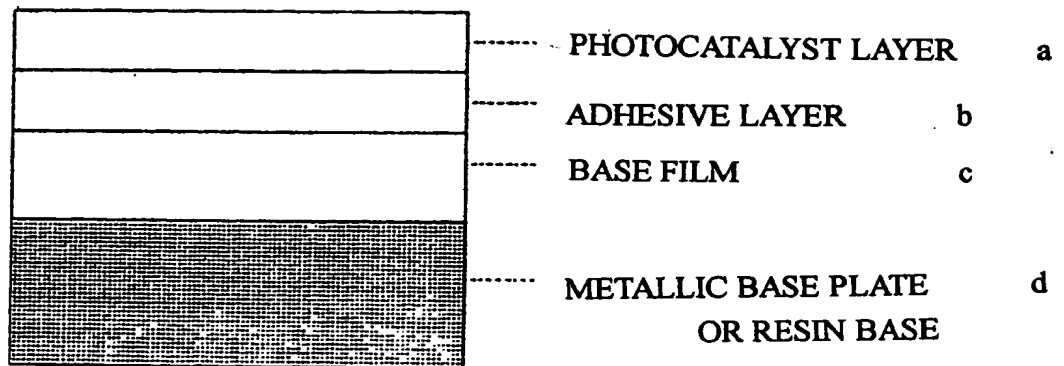 PHOTOCATALYST LAYER a
ADHESIVE LAYER b
BASE FILM c
METALLIC BASE PLATE d
OR RESIN BASE